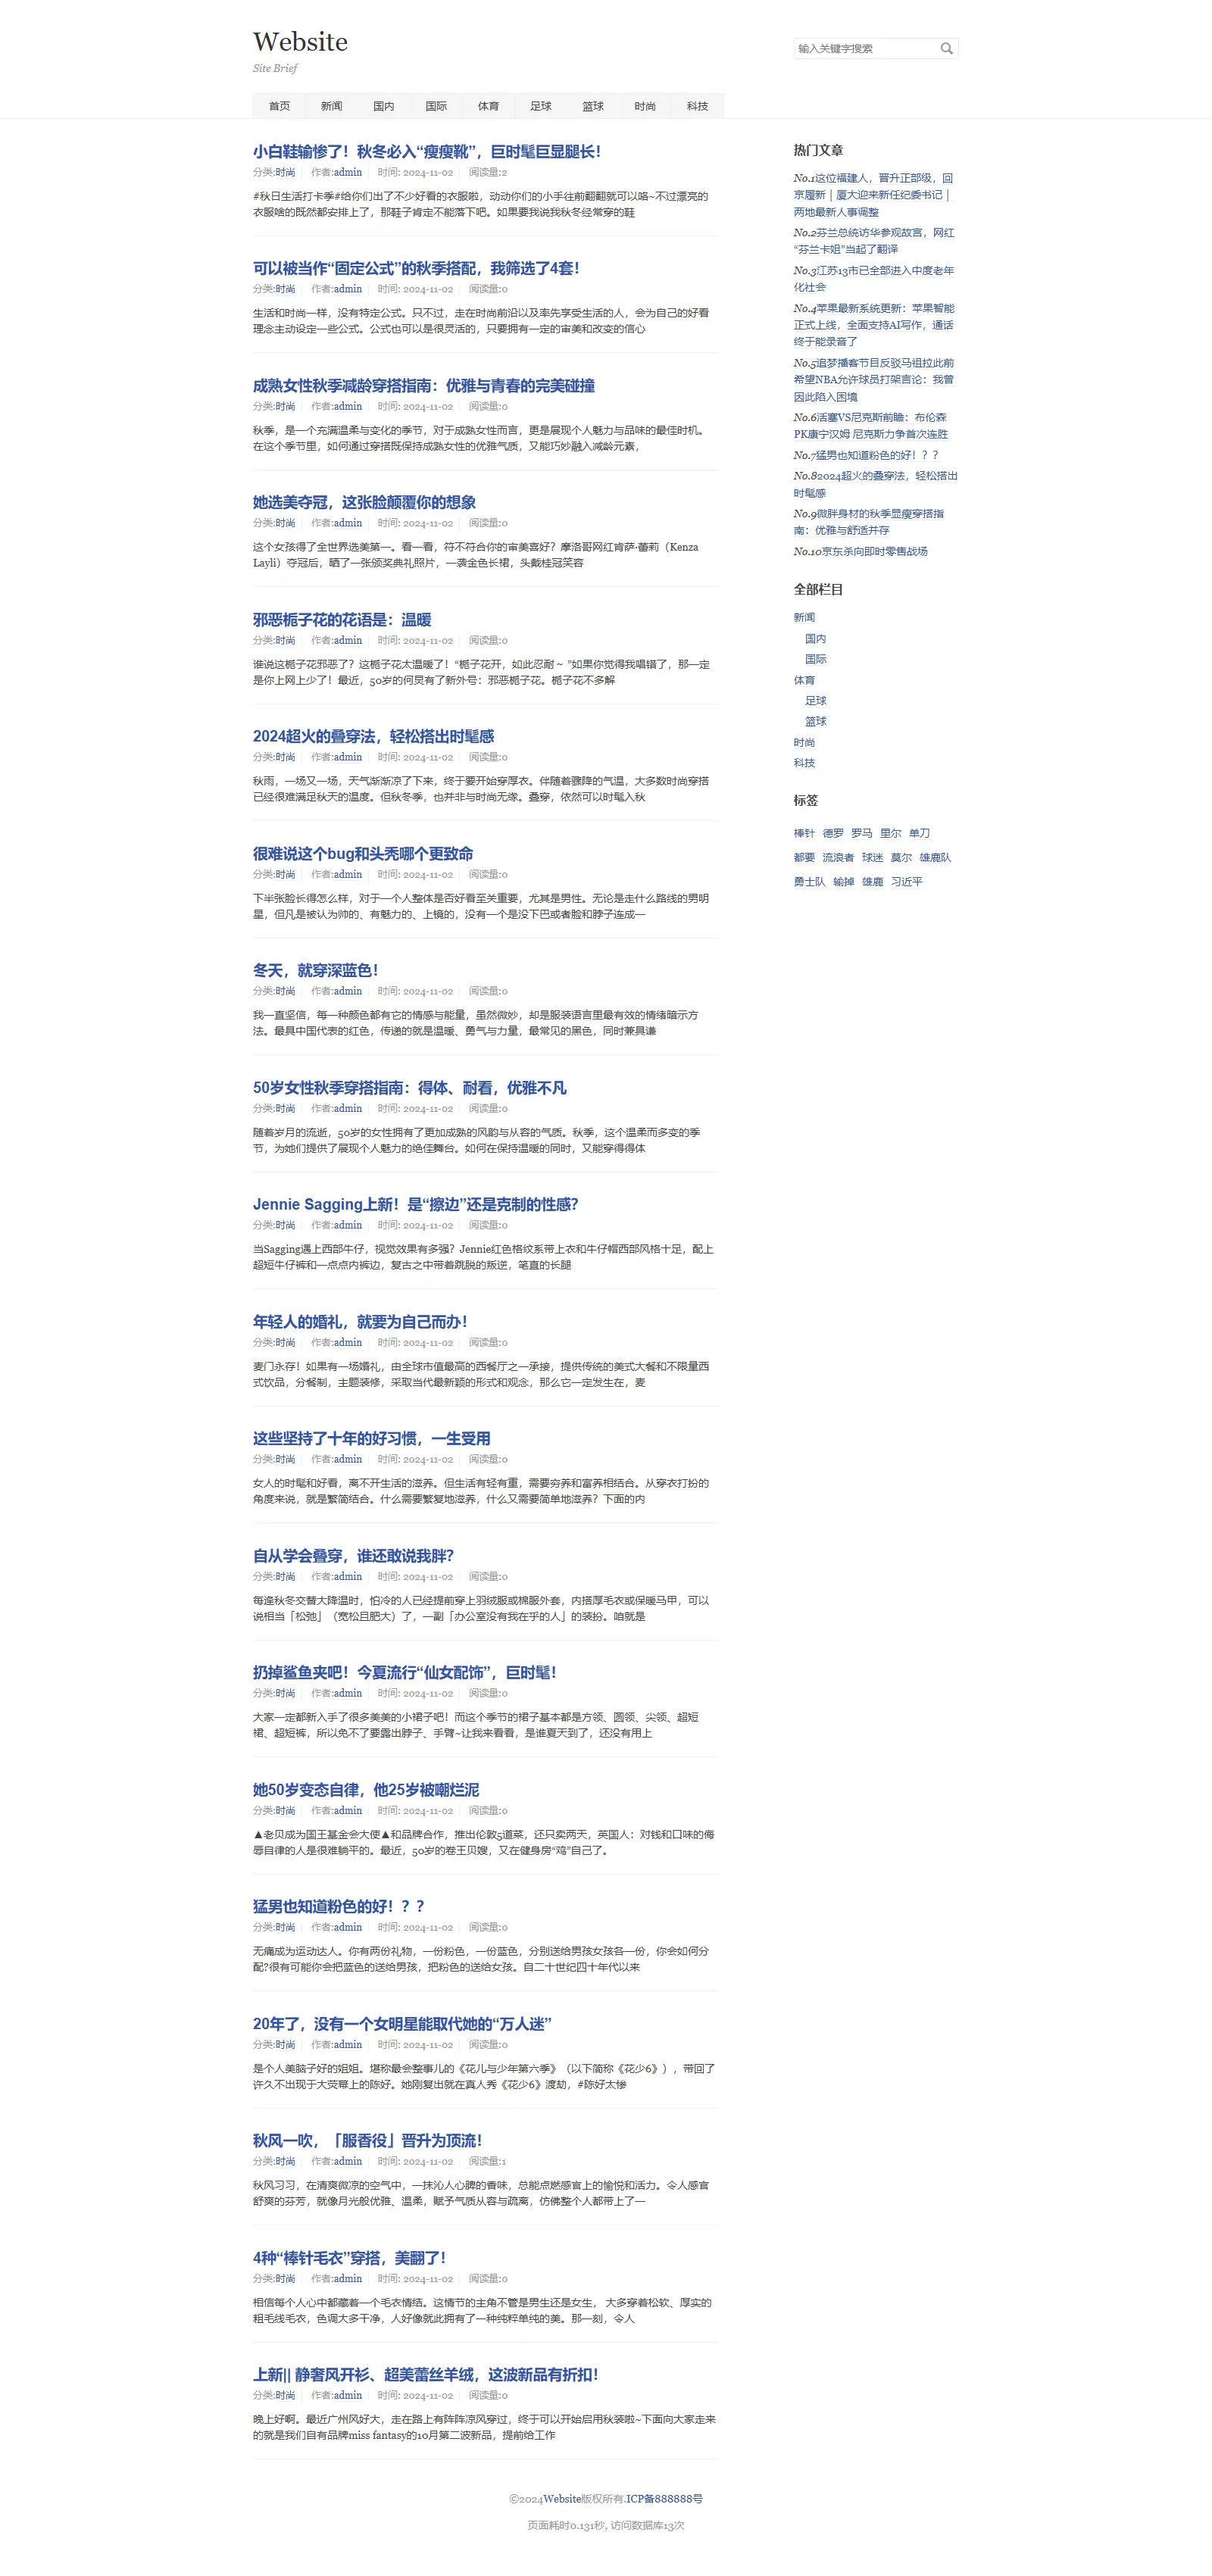 Website
Site Brief
输入关键字搜索
首页 新闻 国内 国际 体育 足球 篮球 时尚 科技
小白鞋输惨了！秋冬必入“瘦瘦靴”，巨时髦巨显腿长！
分类:时尚 作者:admin 时间: 2024-11-02 阅读量:2
#秋日生活打卡季#给你们出了不少好看的衣服啦，动动你们的小手往前翻翻就可以咯~不过漂亮的
衣服啥的既然都安排上了，那鞋子肯定不能落下吧。如果要我说我秋冬经常穿的鞋
可以被当作“固定公式”的秋季搭配，我筛选了4套！
分类:时尚 作者:admin 时间: 2024-11-02 阅读量:0
生活和时尚一样，没有特定公式。只不过，走在时尚前沿以及率先享受生活的人，会为自己的好看
理念主动设定一些公式。公式也可以是很灵活的，只要拥有一定的审美和改变的信心
成熟女性秋季减龄穿搭指南：优雅与青春的完美碰撞
分类:时尚 作者:admin 时间: 2024-11-02 阅读量:0
秋季，是一个充满温柔与变化的季节，对于成熟女性而言，更是展现个人魅力与品味的最佳时机。
在这个季节里，如何通过穿搭既保持成熟女性的优雅气质，又能巧妙融入减龄元素，
她选美夺冠，这张脸颠覆你的想象
分类:时尚 作者:admin 时间: 2024-11-02 阅读量:0
这个女孩得了全世界选美第一。看一看，符不符合你的审美喜好？摩洛哥网红肯萨·蕾莉（Kenza
Layli）夺冠后，晒了一张颁奖典礼照片，一袭金色长裙，头戴桂冠笑容
邪恶栀子花的花语是：温暖
分类:时尚 作者:admin 时间: 2024-11-02 阅读量:0
谁说这栀子花邪恶了？这栀子花太温暖了！“栀子花开，如此忍耐～ ”如果你觉得我唱错了，那一定
是你上网上少了！最近，50岁的何炅有了新外号：邪恶栀子花。栀子花不多解
2024超火的叠穿法，轻松搭出时髦感
分类:时尚 作者:admin 时间: 2024-11-02 阅读量:0
秋雨，一场又一场，天气渐渐凉了下来，终于要开始穿厚衣。伴随着骤降的气温，大多数时尚穿搭
已经很难满足秋天的温度。但秋冬季，也并非与时尚无缘。叠穿，依然可以时髦入秋
很难说这个bug和头秃哪个更致命
分类:时尚 作者:admin 时间: 2024-11-02 阅读量:0
下半张脸长得怎么样，对于一个人整体是否好看至关重要，尤其是男性。无论是走什么路线的男明
星，但凡是被认为帅的、有魅力的、上镜的，没有一个是没下巴或者脸和脖子连成一
冬天，就穿深蓝色！
分类:时尚 作者:admin 时间: 2024-11-02 阅读量:0
我一直坚信，每一种颜色都有它的情感与能量，虽然微妙，却是服装语言里最有效的情绪暗示方
法。最具中国代表的红色，传递的就是温暖、勇气与力量，最常见的黑色，同时兼具谦
50岁女性秋季穿搭指南：得体、耐看，优雅不凡
分类:时尚 作者:admin 时间: 2024-11-02 阅读量:0
随着岁月的流逝，50岁的女性拥有了更加成熟的风韵与从容的气质。秋季，这个温柔而多变的季
节，为她们提供了展现个人魅力的绝佳舞台。如何在保持温暖的同时，又能穿得得体
Jennie Sagging上新！是“擦边”还是克制的性感？
分类:时尚 作者:admin 时间: 2024-11-02 阅读量:0
当Sagging遇上西部牛仔，视觉效果有多强？Jennie红色格纹系带上衣和牛仔帽西部风格十足，配上
超短牛仔裤和一点点内裤边，复古之中带着跳脱的叛逆，笔直的长腿
年轻人的婚礼，就要为自己而办！
分类:时尚 作者:admin 时间: 2024-11-02 阅读量:0
麦门永存！如果有一场婚礼，由全球市值最高的西餐厅之一承接，提供传统的美式大餐和不限量西
式饮品，分餐制，主题装修，采取当代最新颖的形式和观念，那么它一定发生在，麦
这些坚持了十年的好习惯，一生受用
分类:时尚 作者:admin 时间: 2024-11-02 阅读量:0
女人的时髦和好看，离不开生活的滋养。但生活有轻有重，需要穷养和富养相结合。从穿衣打扮的
角度来说，就是繁简结合。什么需要繁复地滋养，什么又需要简单地滋养？下面的内
自从学会叠穿，谁还敢说我胖？
分类:时尚 作者:admin 时间: 2024-11-02 阅读量:0
每逢秋冬交替大降温时，怕冷的人已经提前穿上羽绒服或棉服外套，内搭厚毛衣或保暖马甲，可以
说相当「松弛」（宽松且肥大）了，一副「办公室没有我在乎的人」的装扮。咱就是
扔掉鲨鱼夹吧！今夏流行“仙女配饰”，巨时髦！
分类:时尚 作者:admin 时间: 2024-11-02 阅读量:0
大家一定都新入手了很多美美的小裙子吧！而这个季节的裙子基本都是方领、圆领、尖领、超短
裙、超短裤，所以免不了要露出脖子、手臂~让我来看看，是谁夏天到了，还没有用上
她50岁变态自律，他25岁被嘲烂泥
分类:时尚 作者:admin 时间: 2024-11-02 阅读量:0
▲老贝成为国王基金会大使▲和品牌合作，推出伦敦5道菜，还只卖两天，英国人：对钱和口味的侮
辱自律的人是很难躺平的。最近，50岁的卷王贝嫂，又在健身房“鸡”自己了。
猛男也知道粉色的好！？？
分类:时尚 作者:admin 时间: 2024-11-02 阅读量:0
无痛成为运动达人。你有两份礼物，一份粉色，一份蓝色，分别送给男孩女孩各一份，你会如何分
配?很有可能你会把蓝色的送给男孩，把粉色的送给女孩。自二十世纪四十年代以来
20年了，没有一个女明星能取代她的“万人迷”
分类:时尚 作者:admin 时间: 2024-11-02 阅读量:0
是个人美脑子好的姐姐。堪称最会整事儿的《花儿与少年第六季》（以下简称《花少6》），带回了
许久不出现于大荧幕上的陈好。她刚复出就在真人秀《花少6》渡劫，#陈好太惨
秋风一吹，「服香役」晋升为顶流！
分类:时尚 作者:admin 时间: 2024-11-02 阅读量:1
秋风习习，在清爽微凉的空气中，一抹沁人心脾的香味，总能点燃感官上的愉悦和活力。令人感官
舒爽的芬芳，就像月光般优雅、温柔，赋予气质从容与疏离，仿佛整个人都带上了一
4种“棒针毛衣”穿搭，美翻了！
分类:时尚 作者:admin 时间: 2024-11-02 阅读量:0
相信每个人心中都藏着一个毛衣情结。这情节的主角不管是男生还是女生， 大多穿着松软、厚实的
粗毛线毛衣，色调大多干净，人好像就此拥有了一种纯粹单纯的美。那一刻，令人
上新|| 静奢风开衫、超美蕾丝羊绒，这波新品有折扣！
分类:时尚 作者:admin 时间: 2024-11-02 阅读量:0
晚上好啊。最近广州风好大，走在路上有阵阵凉风穿过，终于可以开始启用秋装啦~下面向大家走来
的就是我们自有品牌miss fantasy的10月第二波新品，提前给工作
热门文章
No.1这位福建人，晋升正部级，回
京履新 | 厦大迎来新任纪委书记 |
两地最新人事调整
No.2芬兰总统访华参观故宫，网红
“芬兰卡姐”当起了翻译
No.3江苏13市已全部进入中度老年
化社会
No.4苹果最新系统更新：苹果智能
正式上线，全面支持AI写作，通话
终于能录音了
No.5追梦播客节目反驳马祖拉此前
希望NBA允许球员打架言论：我曾
因此陷入困境
No.6活塞VS尼克斯前瞻：布伦森
PK康宁汉姆 尼克斯力争首次连胜
No.7猛男也知道粉色的好！？？
No.82024超火的叠穿法，轻松搭出
时髦感
No.9微胖身材的秋季显瘦穿搭指
南：优雅与舒适并存
No.10京东杀向即时零售战场
全部栏目
新闻
国内
国际
体育
足球
篮球
时尚
科技
标签
棒针 德罗 罗马 里尔 单刀
都要 流浪者 球迷 莫尔 雄鹿队
勇士队 输掉 雄鹿 习近平
©2024Website版权所有.ICP备888888号
页面耗时0.131秒, 访问数据库13次